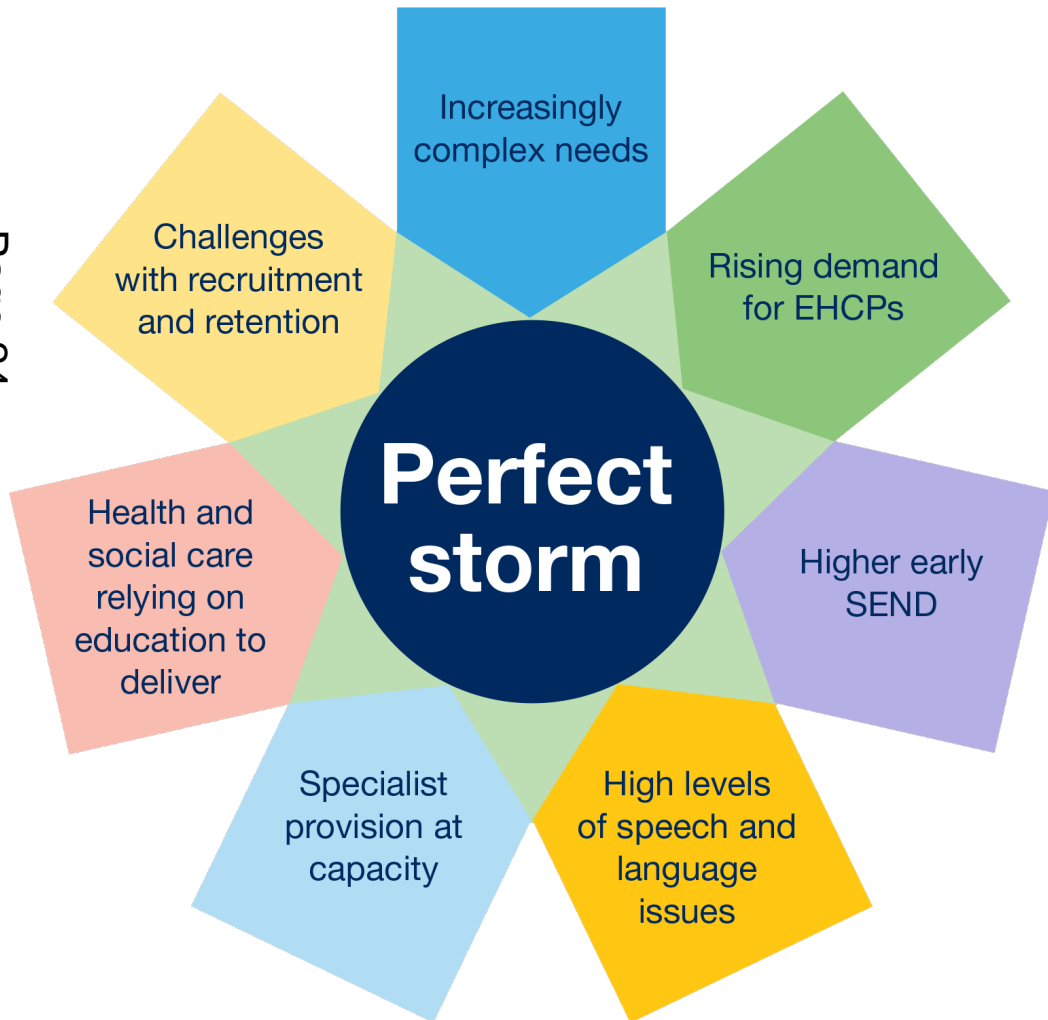 Increasingly
complex needs
Rising demand
for EHCPs
Higher early
SEND
High levels
of speech and
language
issues
Specialist
provision at
capacity
Health and
social care
relying on
education to
deliver
Challenges
with recruitment
and retention
Perfect
storm